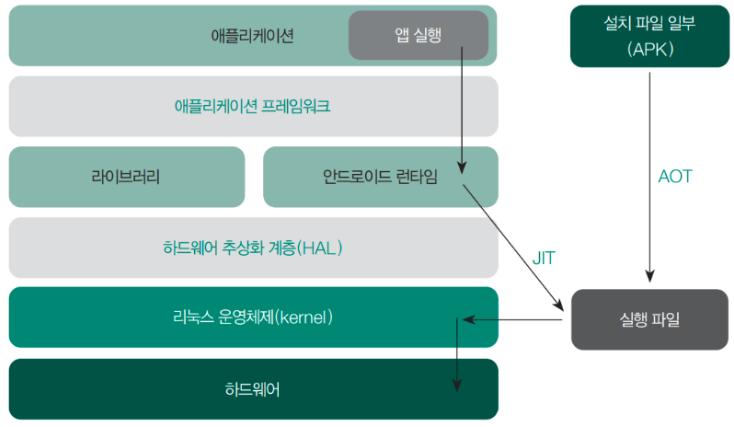 애플리케이션
앱 실행
설치 파일 일부
(APK)
애플리케이션 프레임워크
라이브러리
안드로이드 런타임
AOT
하드웨어 추상화 계층(HAL)
JIT
리눅스 운영체제(kernel)
실행 파일
하드웨어